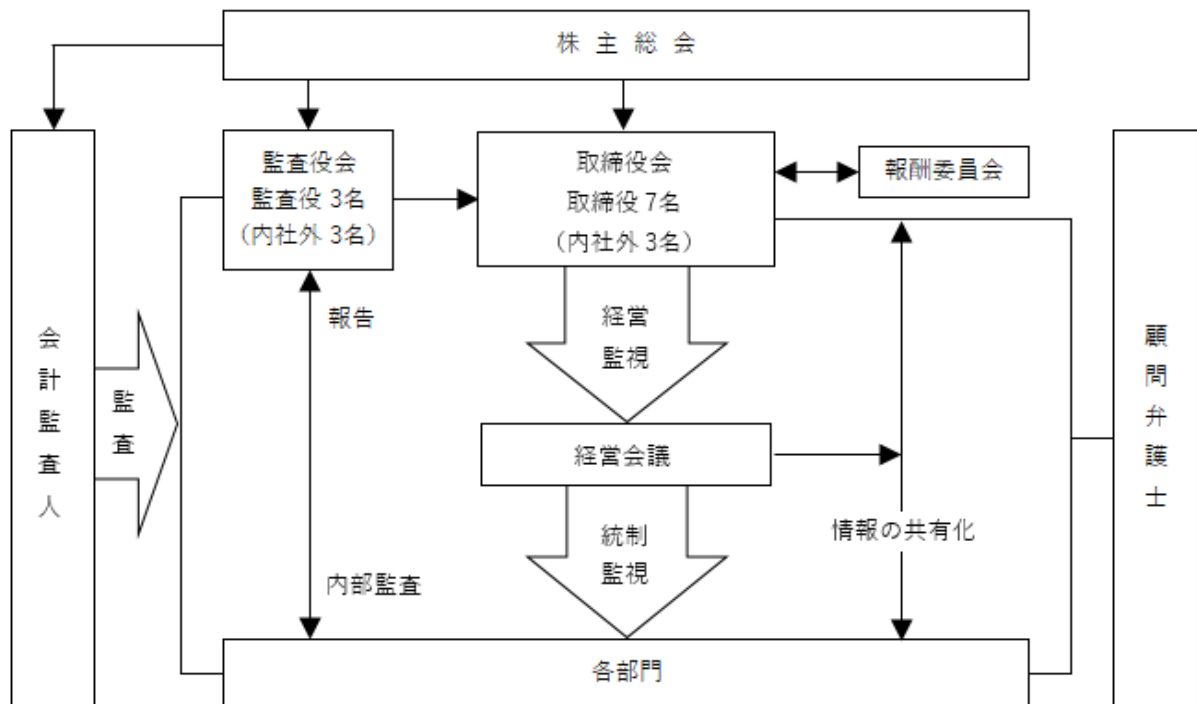 株主総会
監査役会
監査役 3名
（内社外 3名）
取締役会
取締役 7名
（内社外 3名）
報酬委員会
会計監査人
監査
報告
経営
監視
顧問弁護士
経営会議
統制
監視
情報の共有化
内部監査
各部門